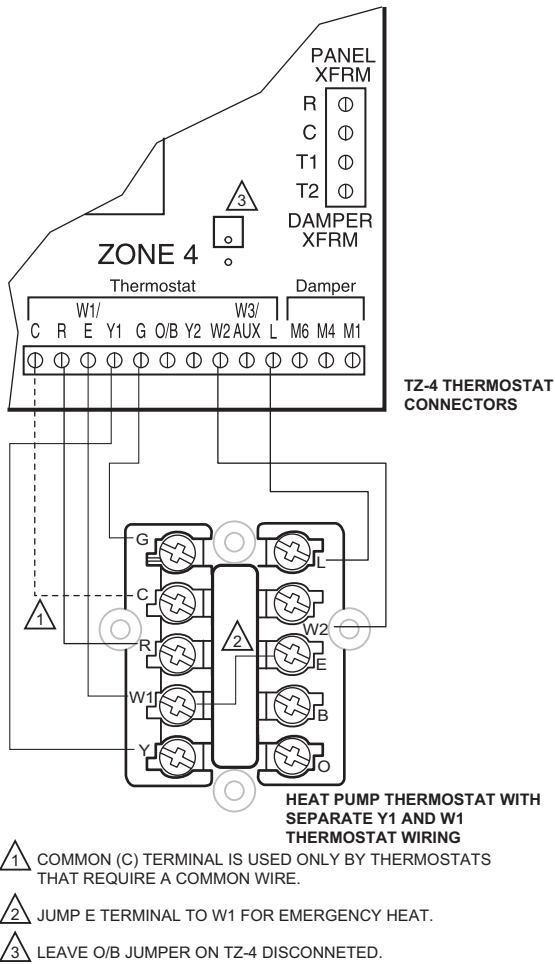 PANEL
XFRM
R
C
T1
T2
DAMPER
XFRM
3
ZONE 4
Thermostat Damper
W1/ W3/
C R E Y1 G O/B Y2 W2 AUX L M6 M4 M1
TZ-4 THERMOSTAT
CONNECTORS
G
L
C
1
2
W2
R
E
W1
B
Y
O
HEAT PUMP THERMOSTAT WITH
SEPARATE Y1 AND W1
THERMOSTAT WIRING
1 COMMON (C) TERMINAL IS USED ONLY BY THERMOSTATS
THAT REQUIRE A COMMON WIRE.
2 JUMP E TERMINAL TO W1 FOR EMERGENCY HEAT.
3 LEAVE O/B JUMPER ON TZ-4 DISCONNETED.